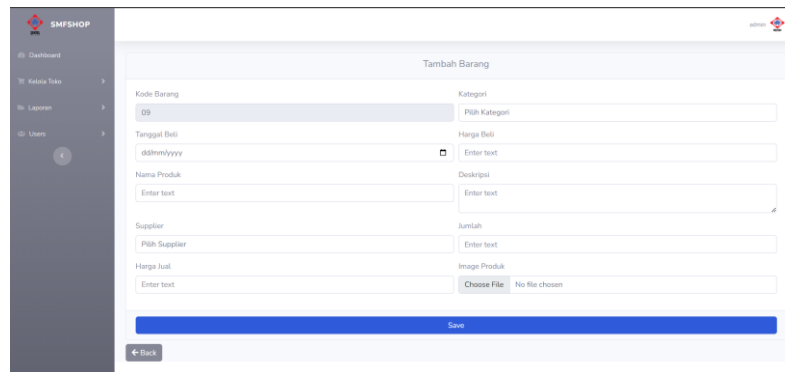 SMFSHOP
admin
Dashboard
Kelola Toko
Laporan
Users
Tambah Barang
Kode Barang
09
Kategori
Pilih Kategori
Tanggal Beli
dd/mm/yyyy
Harga Beli
Enter text
Nama Produk
Enter text
Deskripsi
Enter text
Supplier
Pilih Supplier
Jumlah
Enter text
Harga Jual
Enter text
Image Produk
Choose File No file chosen
Save
Back